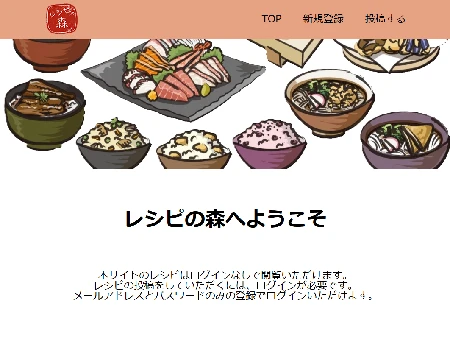 レシピの森
TOP 新規登録 投稿する
レシピの森へようこそ
本サイトのレシピはログインなしで閲覧いただけます。
レシピの投稿をしていただくには、ログインが必要です。
メールアドレスとパスワードのみの登録でログインいただけます。